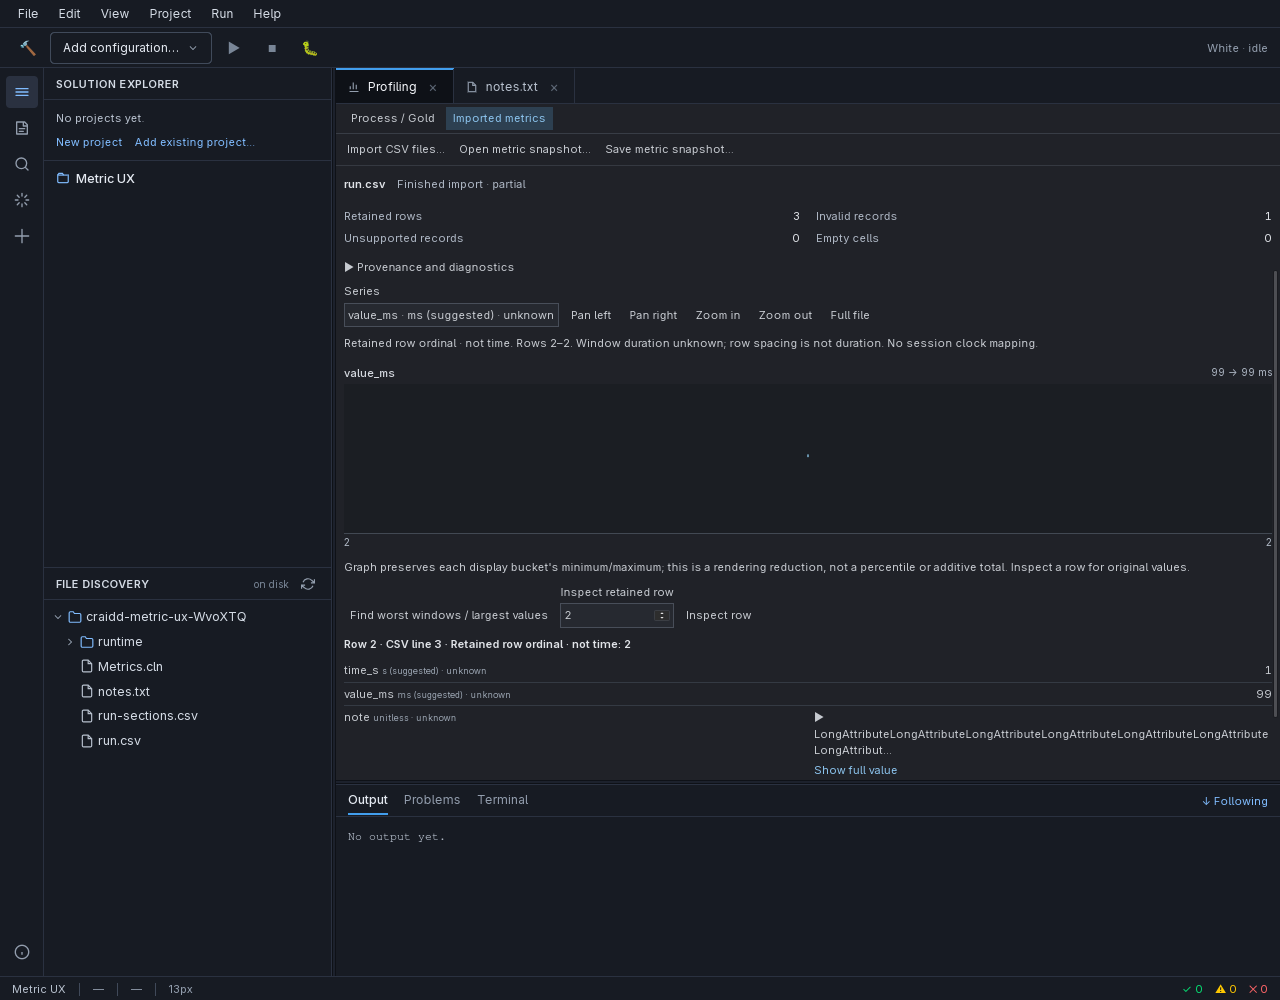 File Edit View Project Run Help
Add configuration... White · idle
SOLUTION EXPLORER
No projects yet.
New project Add existing project...
Metric UX
FILE DISCOVERY on disk
craidd-metric-ux-WvoXTQ
runtime
Metrics.cln
notes.txt
run-sections.csv
run.csv
Profiling × notes.txt ×
Process / Gold Imported metrics
Import CSV files... Open metric snapshot... Save metric snapshot...
run.csv Finished import · partial
Retained rows 3 Invalid records 1
Unsupported records 0 Empty cells 0
▶ Provenance and diagnostics
Series
value_ms · ms (suggested) · unknown Pan left Pan right Zoom in Zoom out Full file
Retained row ordinal · not time. Rows 2–2. Window duration unknown; row spacing is not duration. No session clock mapping.
value_ms 99 → 99 ms
2 2
Graph preserves each display bucket's minimum/maximum; this is a rendering reduction, not a percentile or additive total. Inspect a row for original values.
Inspect retained row
Find worst windows / largest values 2 Inspect row
Row 2 · CSV line 3 · Retained row ordinal · not time: 2
time_s s (suggested) · unknown 1
value_ms ms (suggested) · unknown 99
note unitless · unknown ▶
LongAttributeLongAttributeLongAttributeLongAttributeLongAttributeLongAttribute
LongAttribut...
Show full value
Output Problems Terminal ↓ Following
No output yet.
Metric UX — — 13px ✓ 0 ⚠ 0 ✕ 0